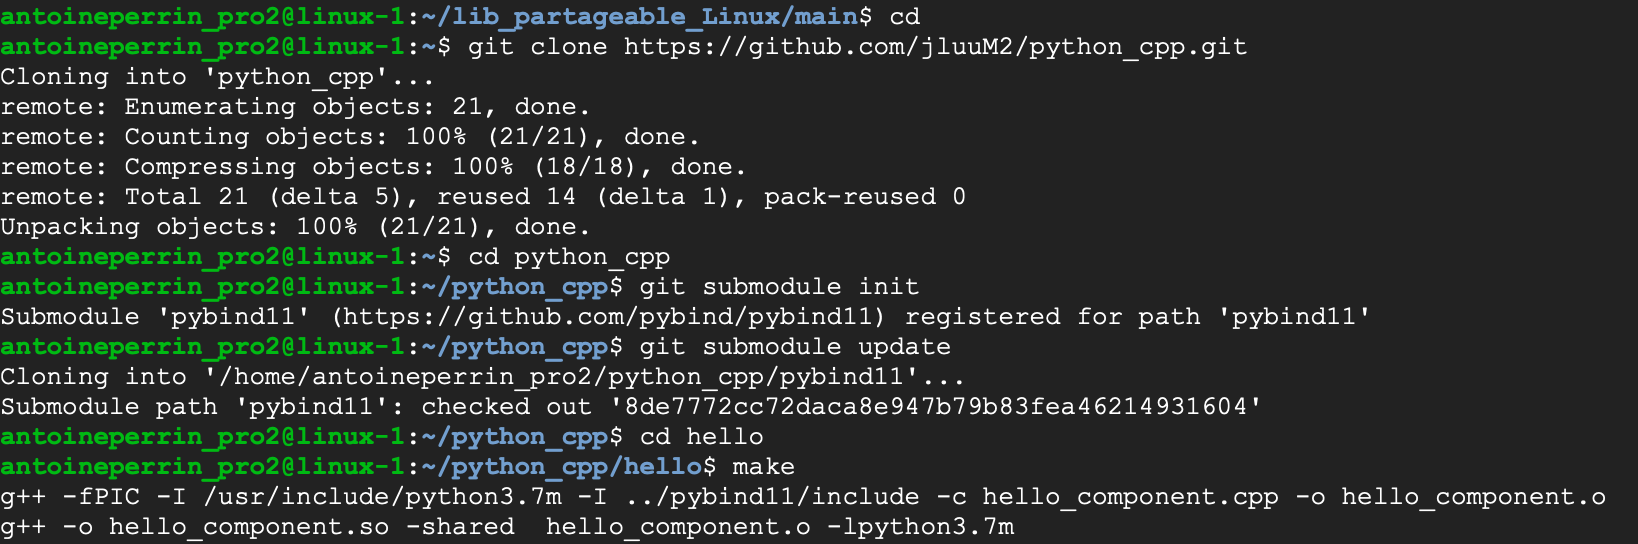 antoineperrin_pro2@linux-1:~/lib_partageable_Linux/main$ cd
antoineperrin_pro2@linux-1:~$ git clone https://github.com/jluuM2/python_cpp.git
Cloning into 'python_cpp'...
remote: Enumerating objects: 21, done.
remote: Counting objects: 100% (21/21), done.
remote: Compressing objects: 100% (18/18), done.
remote: Total 21 (delta 5), reused 14 (delta 1), pack-reused 0
Unpacking objects: 100% (21/21), done.
antoineperrin_pro2@linux-1:~$ cd python_cpp
antoineperrin_pro2@linux-1:~/python_cpp$ git submodule init
Submodule 'pybind11' (https://github.com/pybind/pybind11) registered for path 'pybind11'
antoineperrin_pro2@linux-1:~/python_cpp$ git submodule update
Cloning into '/home/antoineperrin_pro2/python_cpp/pybind11'...
Submodule path 'pybind11': checked out '8de7772cc72daca8e947b79b83fea46214931604'
antoineperrin_pro2@linux-1:~/python_cpp$ cd hello
antoineperrin_pro2@linux-1:~/python_cpp/hello$ make
g++ -fPIC -I /usr/include/python3.7m -I ../pybind11/include -c hello_component.cpp -o hello_component.o
g++ -o hello_component.so -shared  hello_component.o -lpython3.7m